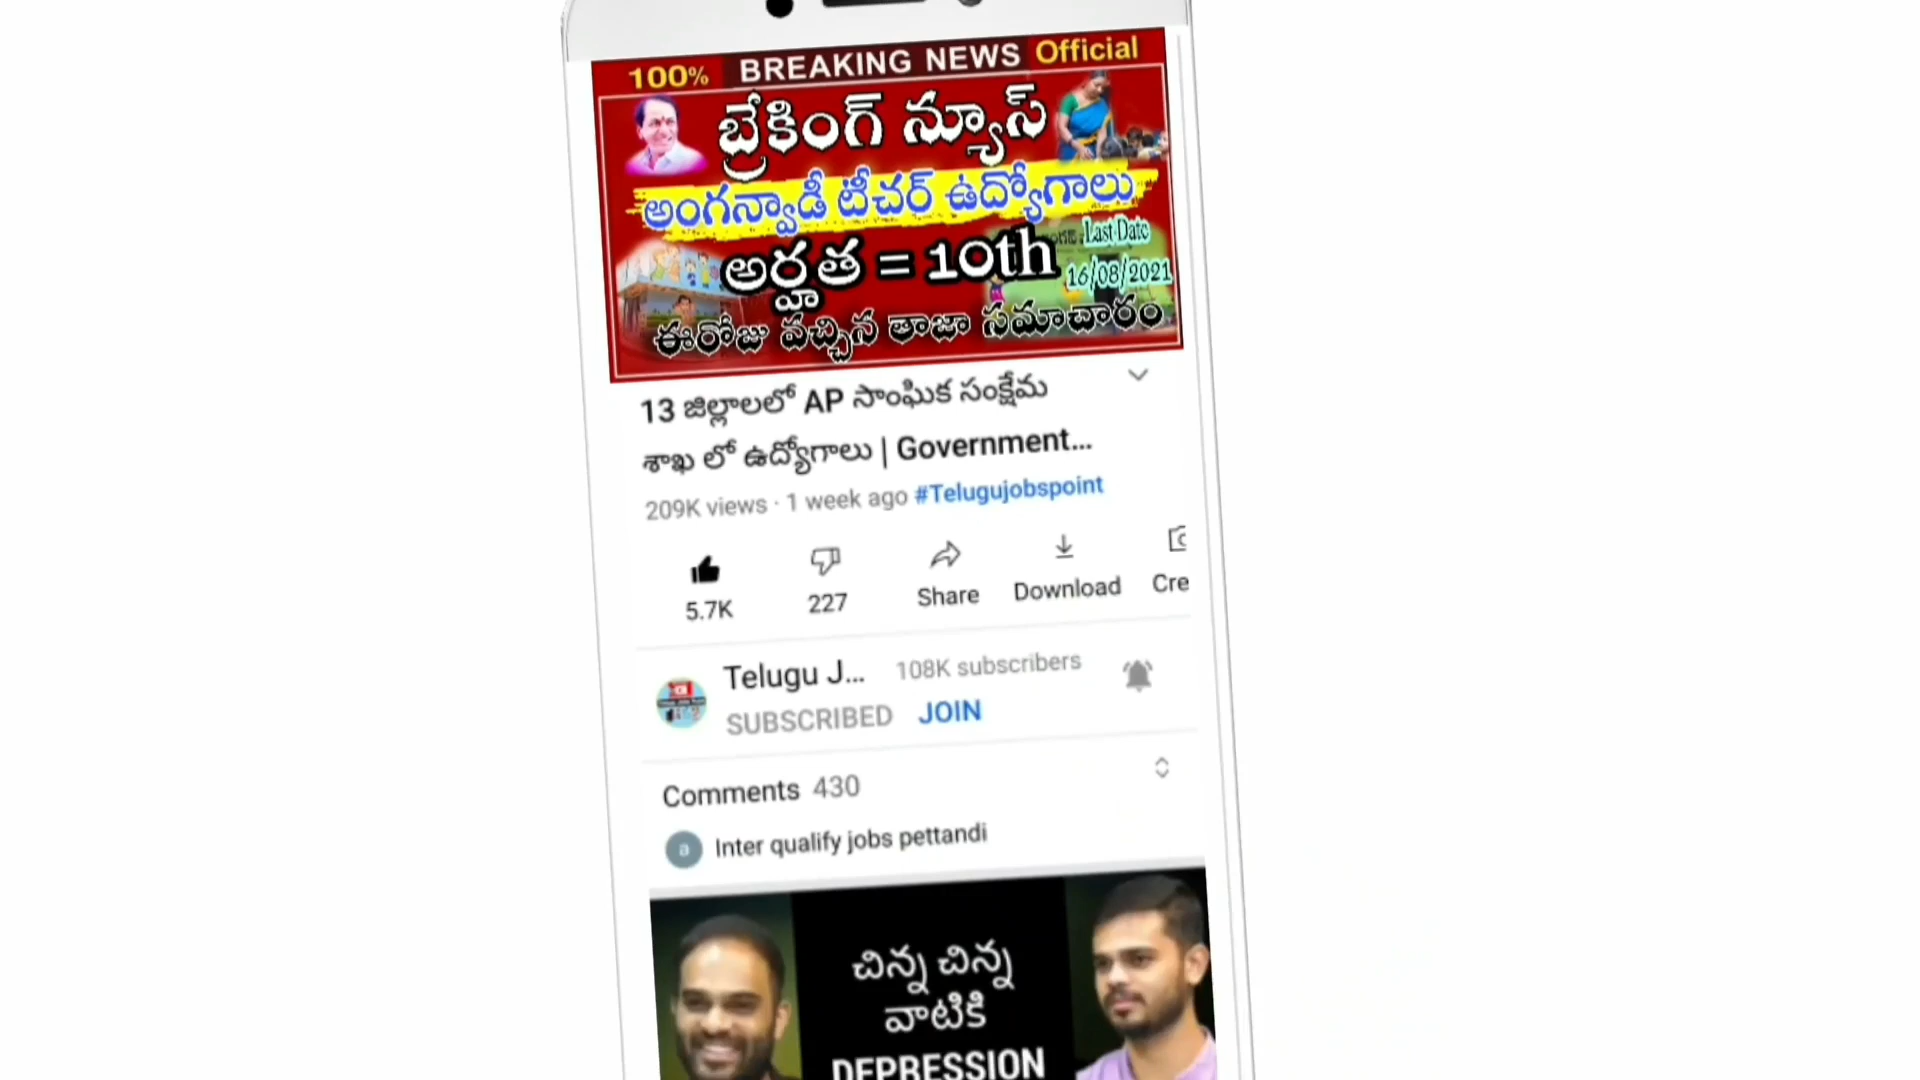 100% BREAKING NEWS Official
బ్రేకింగ్ న్యూస్
అంగన్వాడీ టీచర్ ఉద్యోగాలు
అర్హత = 10th
Last Date
16/08/2021
ఈరోజు వచ్చిన తాజా సమాచారం
13 జిల్లాలలో AP సాంఘిక సంక్షేమ
శాఖ లో ఉద్యోగాలు | Government...
209K views · 1 week ago #Telugujobspoint
5.7K 227 Share Download Cre
Telugu J... 108K subscribers
SUBSCRIBED JOIN
Comments 430
a Inter qualify jobs pettandi
చిన్న చిన్న
వాటికి
DEPRESSION